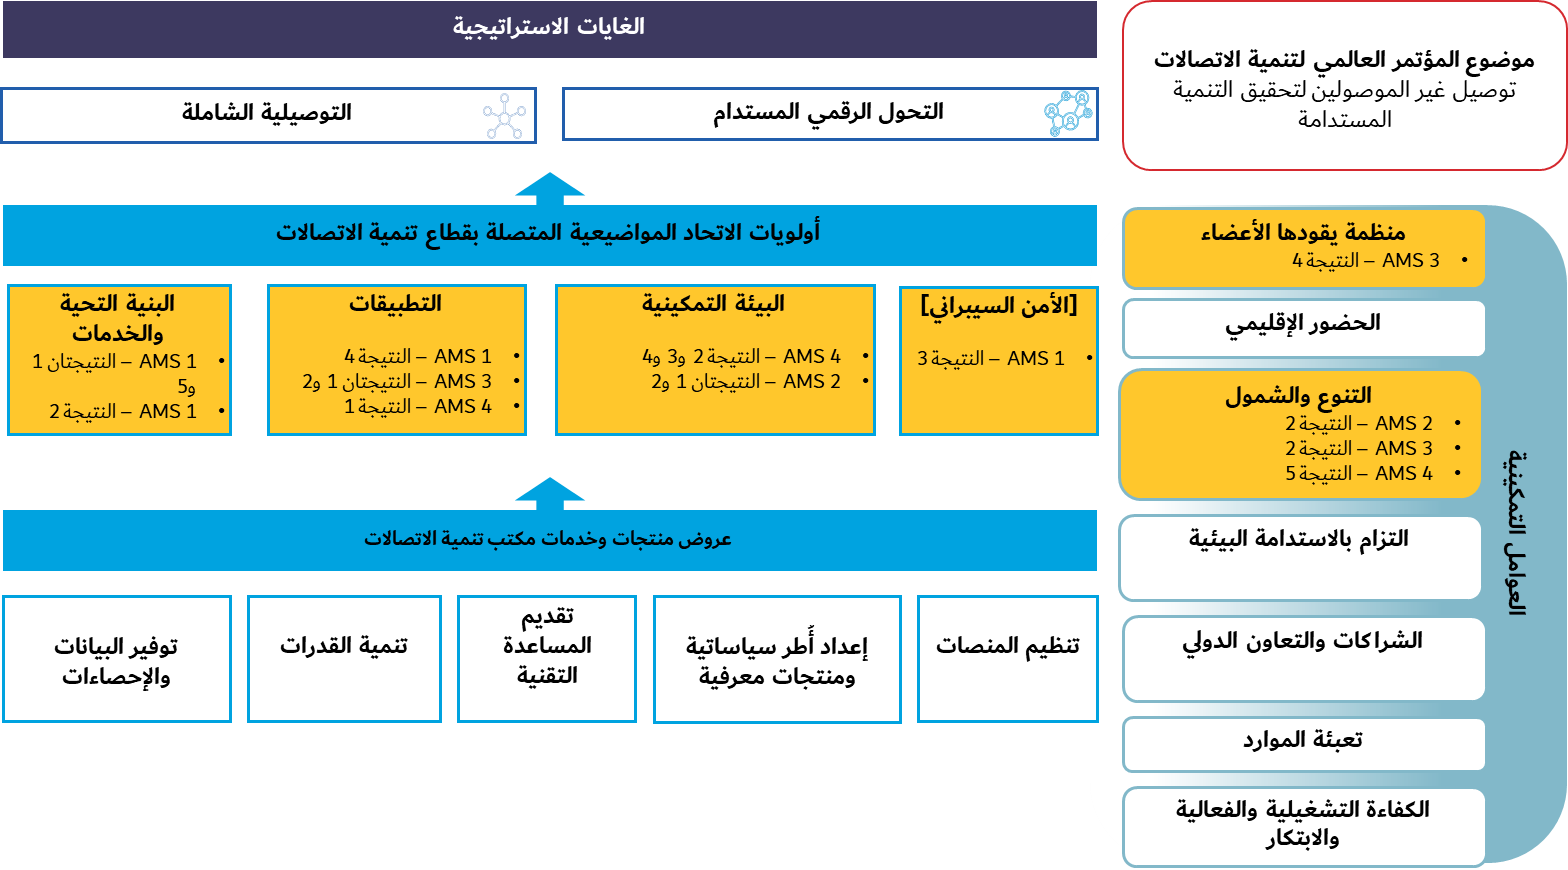 موضوع المؤتمر العالمي لتنمية الاتصالات
توصيل غير الموصولين لتحقيق التنمية
المستدامة
الغايات الاستراتيجية
التحول الرقمي المستدام
التوصيلية الشاملة
أولويات الاتحاد المواضيعية المتصلة بقطاع تنمية الاتصالات
[الأمن السيبراني]
• AMS 1 – النتيجة 3
البيئة التمكينية
• AMS 4 – النتيجة 2 و3 و4
• AMS 2 – النتيجتان 1 و2
التطبيقات
• AMS 1 – النتيجة 4
• AMS 3 – النتيجتان 1 و2
• AMS 4 – النتيجة 1
البنية التحية
والخدمات
• AMS 1 – النتيجتان 1
و5
• AMS 1 – النتيجة 2
عروض منتجات وخدمات مكتب تنمية الاتصالات
تنظيم المنصات
إعداد أُطر سياساتية
ومنتجات معرفية
تقديم
المساعدة
التقنية
تنمية القدرات
توفير البيانات
والإحصاءات
العوامل التمكينية
منظمة يقودها الأعضاء
• AMS 3 – النتيجة 4
الحضور الإقليمي
التنوع والشمول
• AMS 2 – النتيجة 2
• AMS 3 – النتيجة 2
• AMS 4 – النتيجة 5
التزام بالاستدامة البيئية
الشراكات والتعاون الدولي
تعبئة الموارد
الكفاءة التشغيلية والفعالية
والابتكار